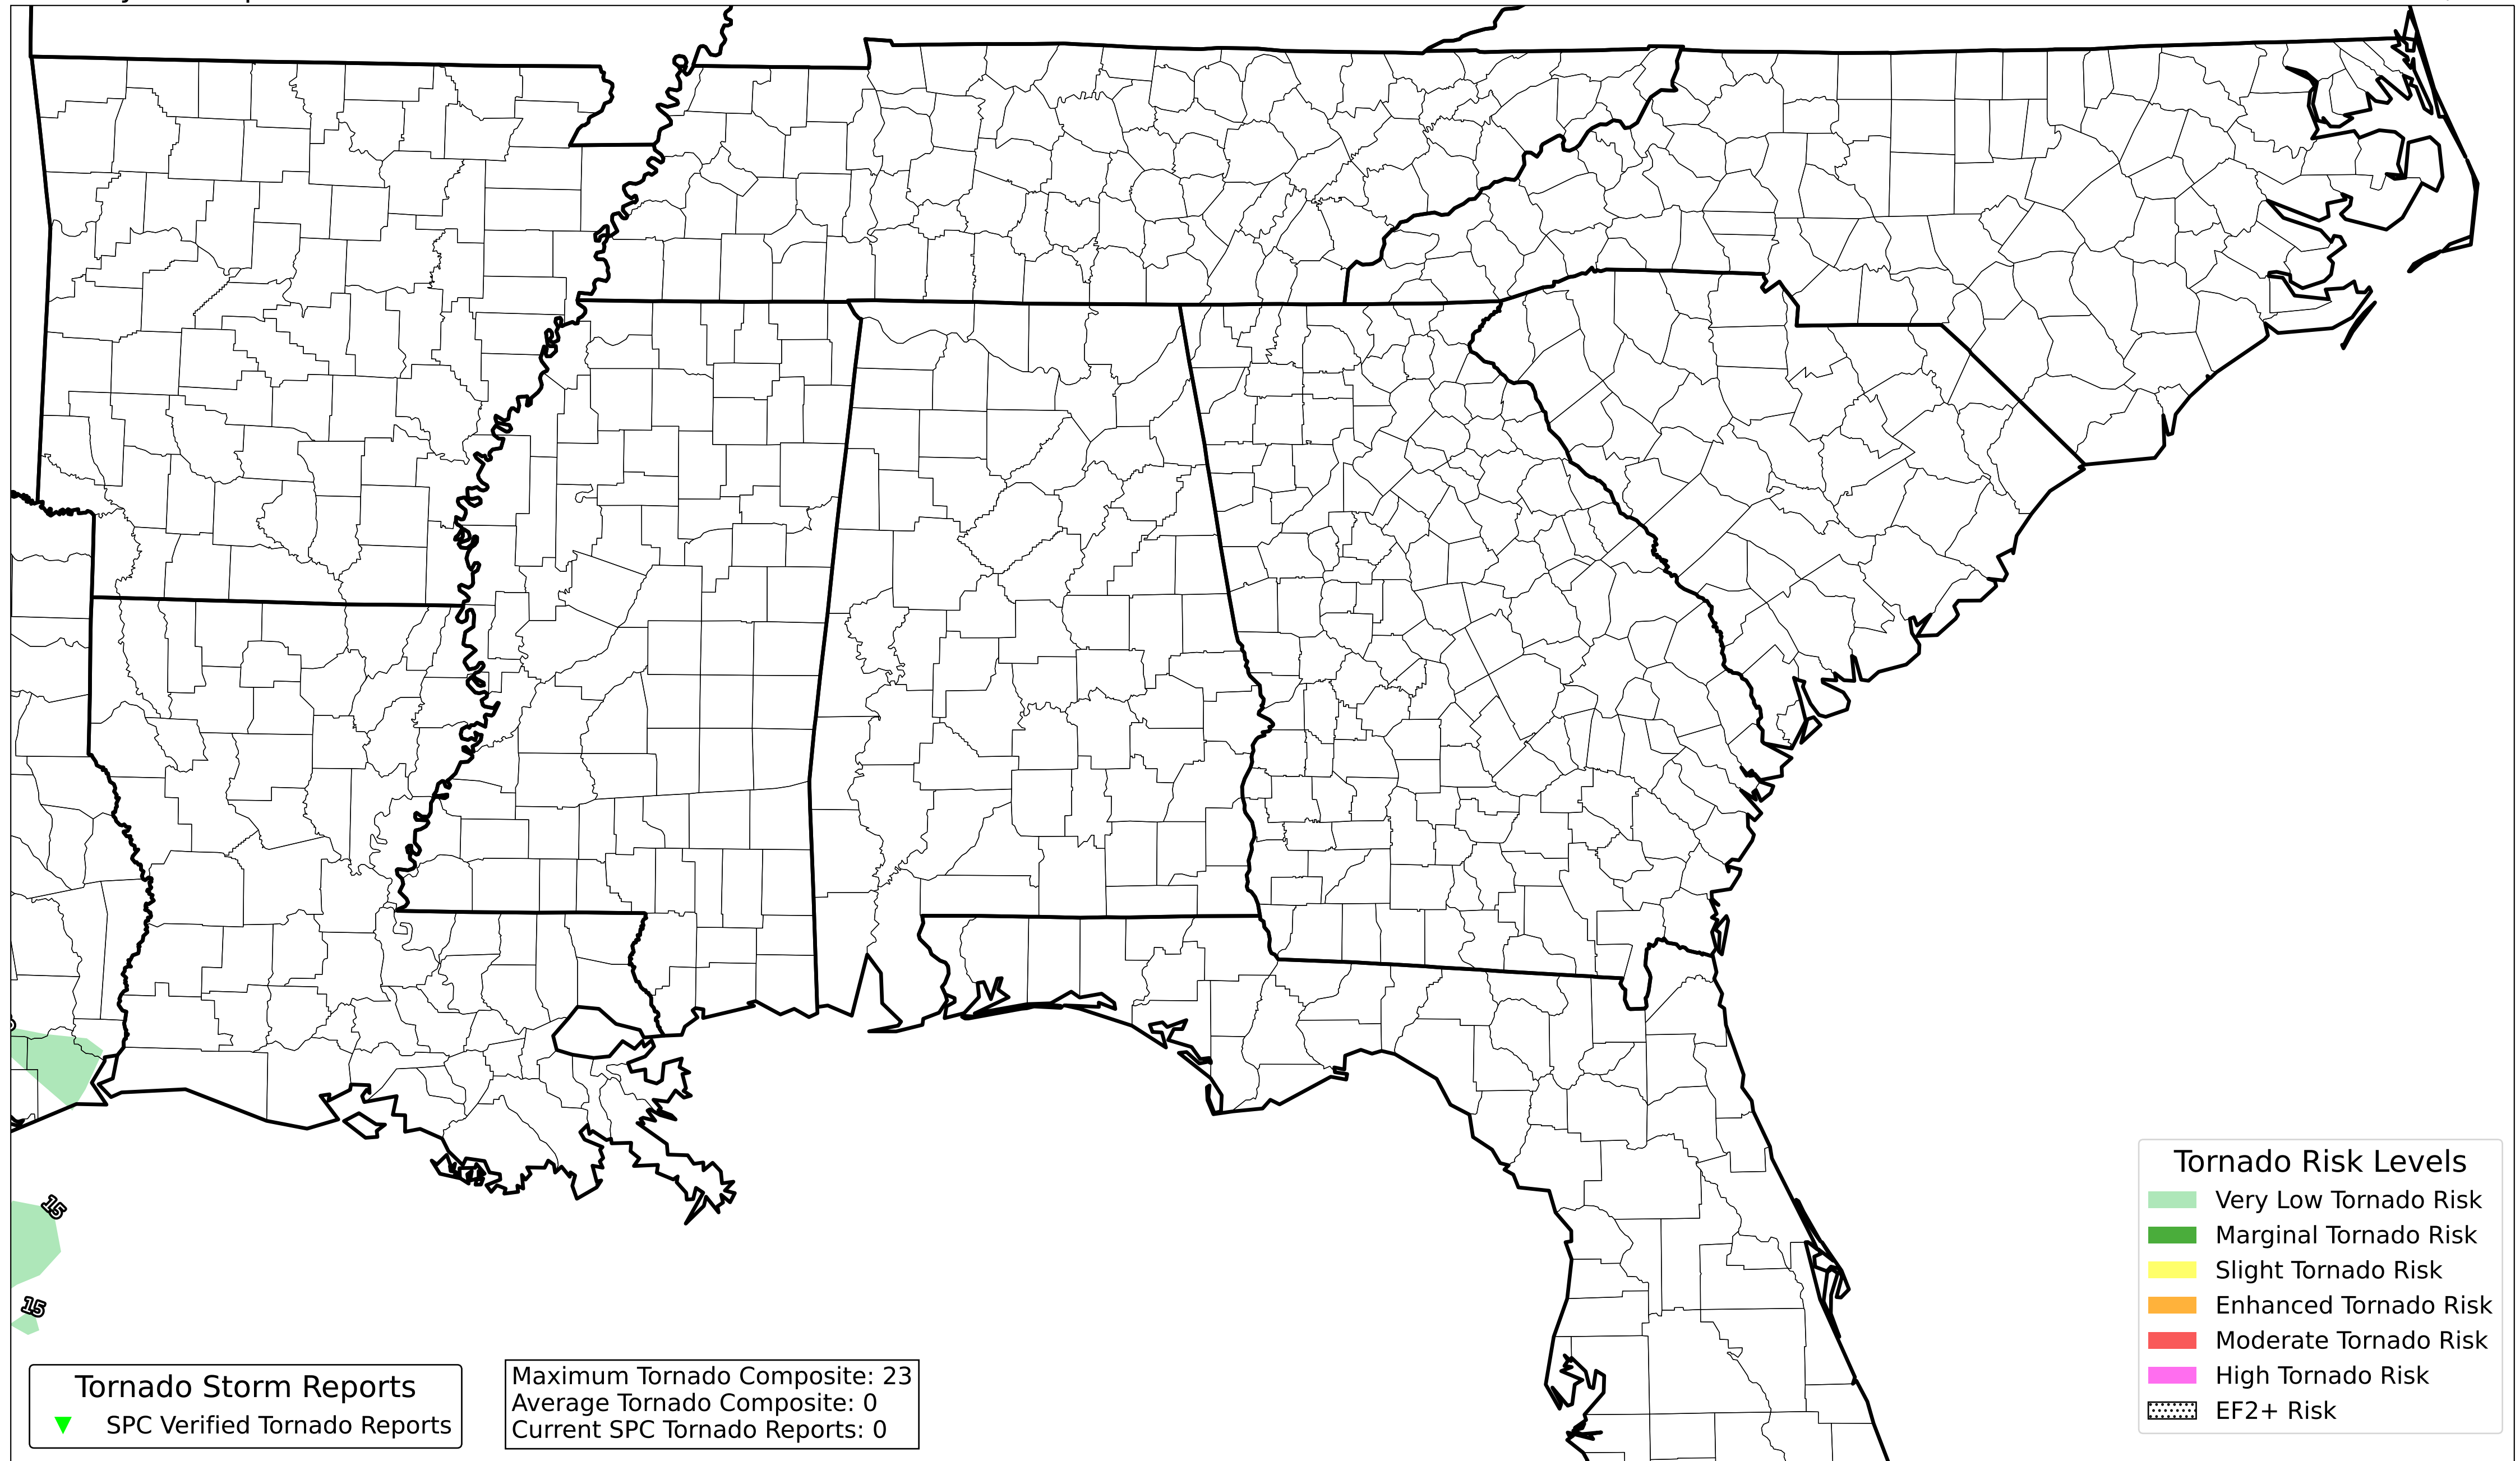 15
15
Tornado Storm Reports
SPC Verified Tornado Reports
Maximum Tornado Composite: 23
Average Tornado Composite: 0
Current SPC Tornado Reports: 0
Tornado Risk Levels
Very Low Tornado Risk
Marginal Tornado Risk
Slight Tornado Risk
Enhanced Tornado Risk
Moderate Tornado Risk
High Tornado Risk
EF2+ Risk